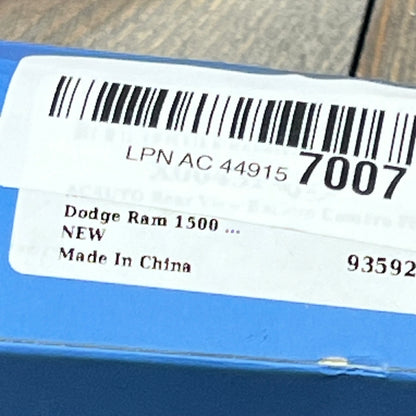 LPN AC 44915 7007
Dodge Ram 1500 ...
NEW
Made In China
93592